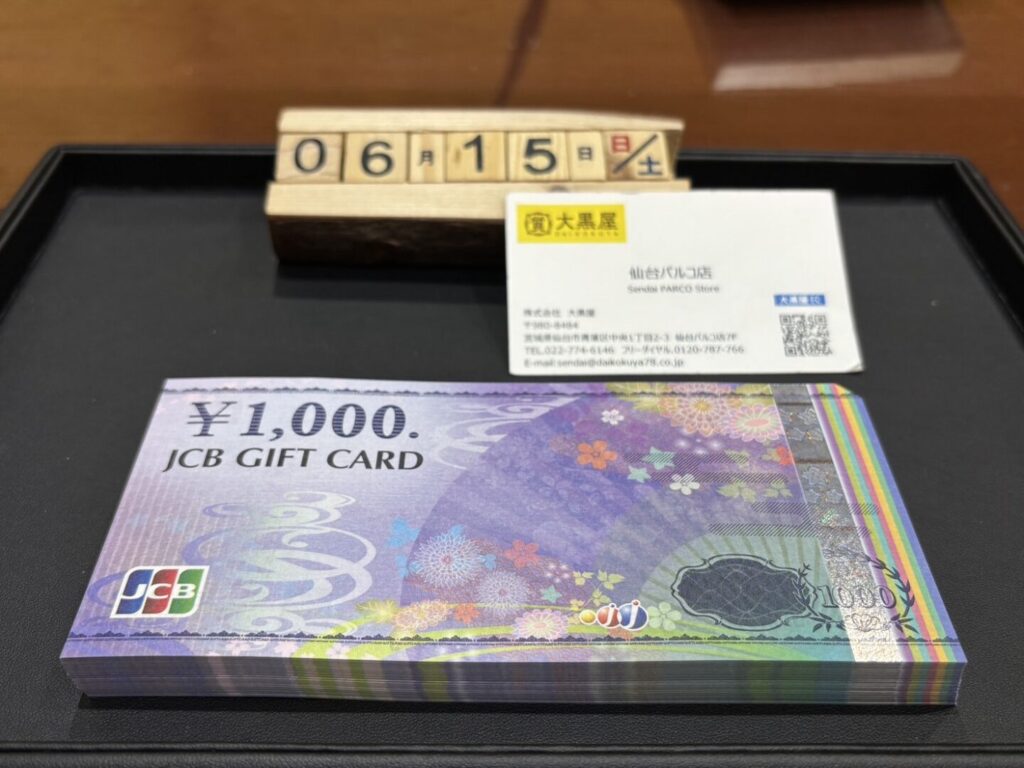 06月15日 日/土
大黒屋
DAIKOKUYA
仙台パルコ店
Sendai PARCO Store
大黒屋EC
株式会社 大黒屋
〒980-8484
宮城県仙台市青葉区中央1丁目2-3 仙台パルコ店7F
TEL.022-774-6146 フリーダイヤル.0120-787-766
E-mail:sendai@daikokuya78.co.jp
¥1,000.
JCB GIFT CARD
JCB
1000